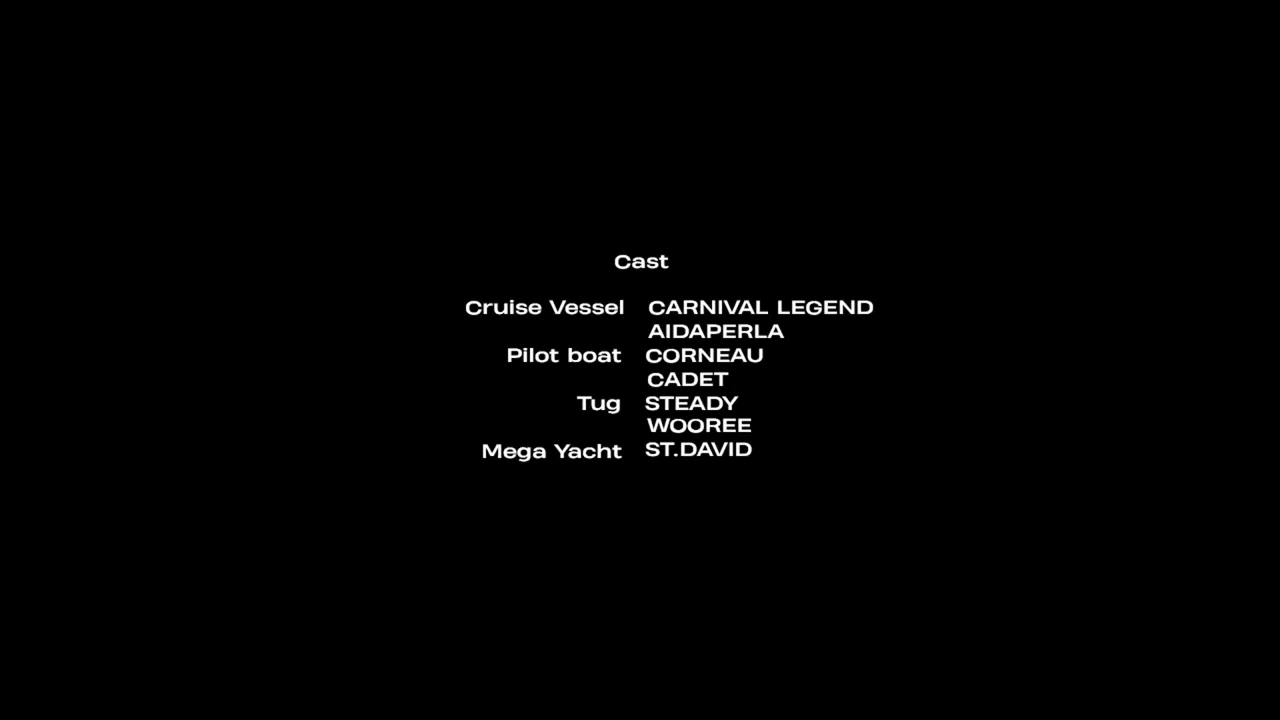 Cast
Cruise Vessel CARNIVAL LEGEND
AIDAPERLA
Pilot boat CORNEAU
CADET
Tug STEADY
WOOREE
Mega Yacht ST.DAVID